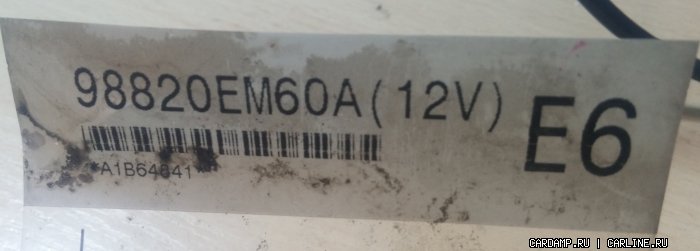 98820EM60A(12V) E6
*A1B64641*
CARDAMP.RU | CARLINE.RU